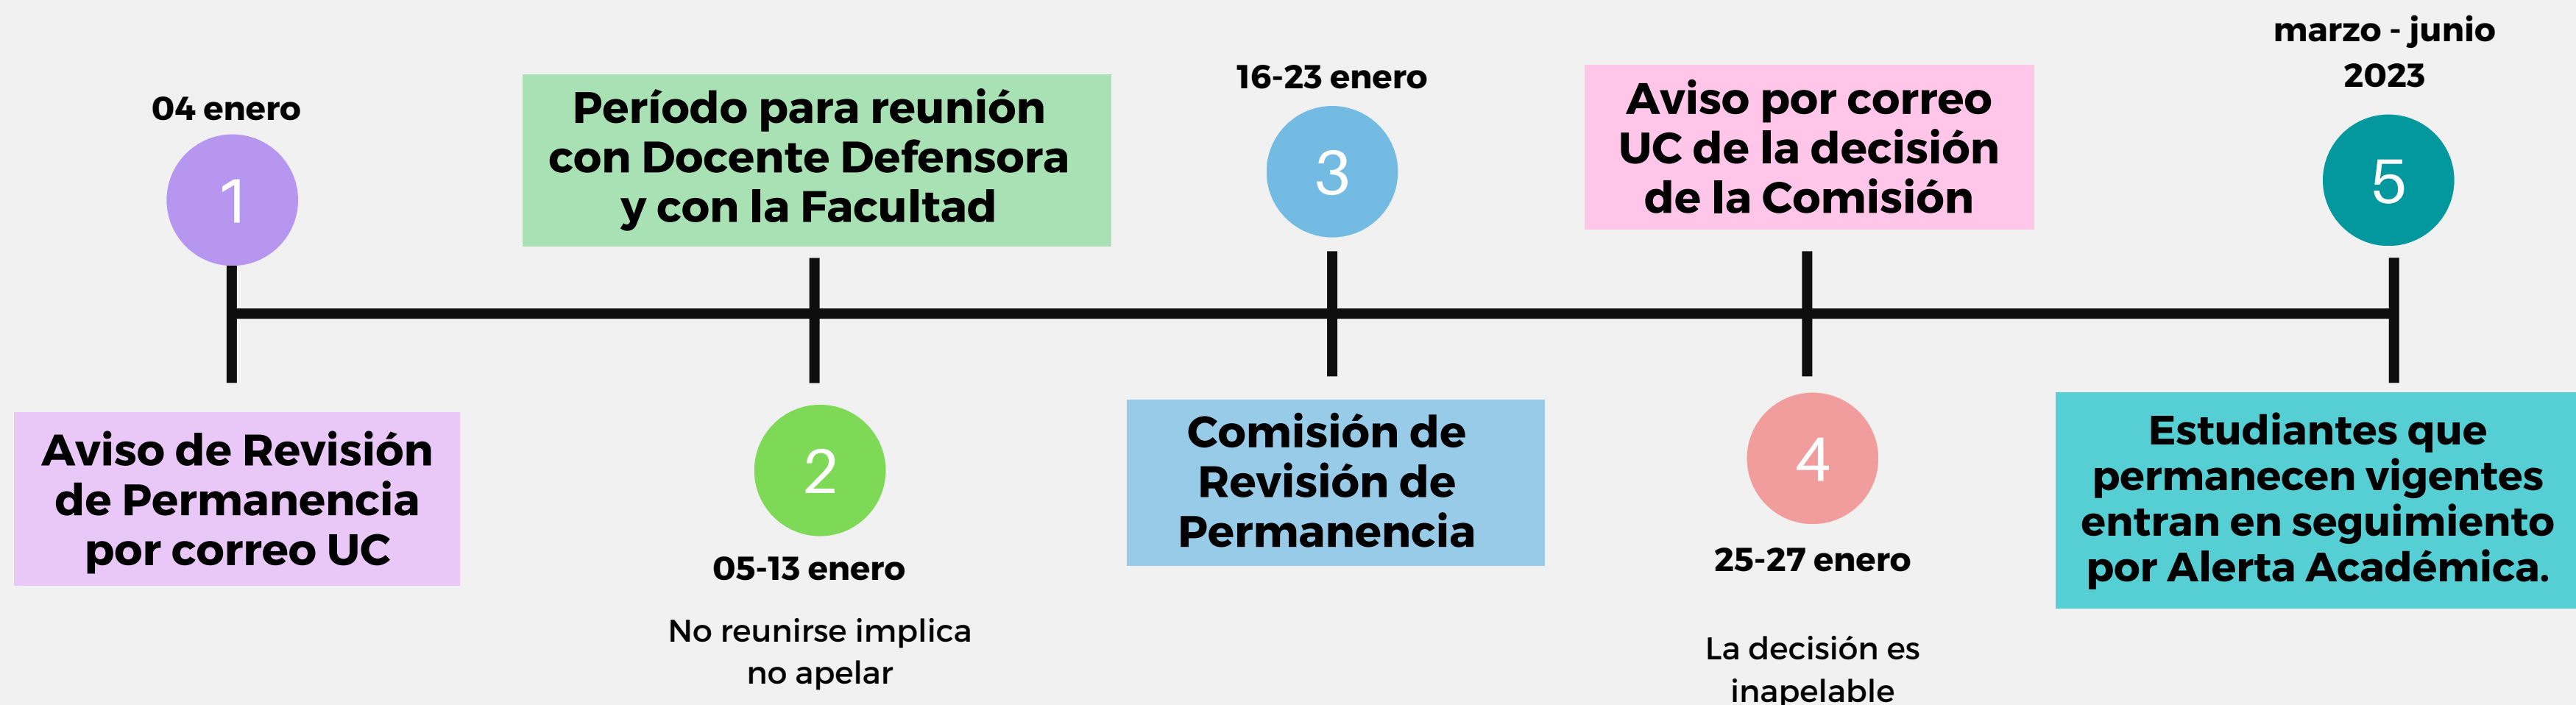 04 enero
1
Aviso de Revisión
de Permanencia
por correo UC
Período para reunión
con Docente Defensora
y con la Facultad
2
05-13 enero
No reunirse implica
no apelar
16-23 enero
3
Comisión de
Revisión de
Permanencia
Aviso por correo
UC de la decisión
de la Comisión
4
25-27 enero
La decisión es
inapelable
marzo - junio
2023
5
Estudiantes que
permanecen vigentes
entran en seguimiento
por Alerta Académica.